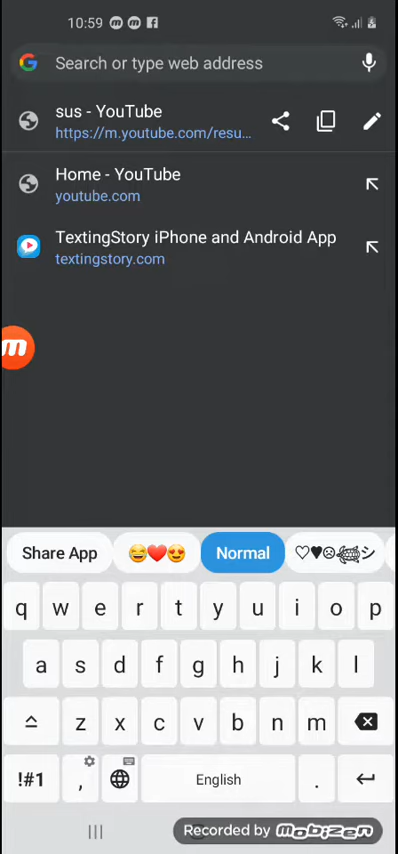 10:59
Search or type web address
sus - YouTube
https://m.youtube.com/resu...
Home - YouTube
youtube.com
TextingStory iPhone and Android App
textingstory.com
Share App 😂❤️😍 Normal ♡♥☹🐢シ
q w e r t y u i o p
a s d f g h j k l
z x c v b n m
!#1 , English .
Recorded by mobizen